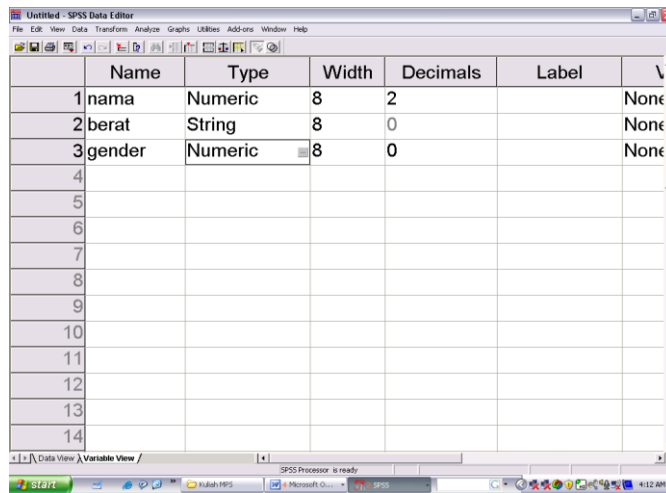 Untitled - SPSS Data Editor
File Edit View Data Transform Analyze Graphs Utilities Add-ons Window Help
Name Type Width Decimals Label
1 nama Numeric 8 2 None
2 berat String 8 0 None
3 gender Numeric 8 0 None
4
5
6
7
8
9
10
11
12
13
14
Data View Variable View
SPSS Processor is ready
start Kuliah MPS 4 Microsoft O... SPSS 4:12 AM